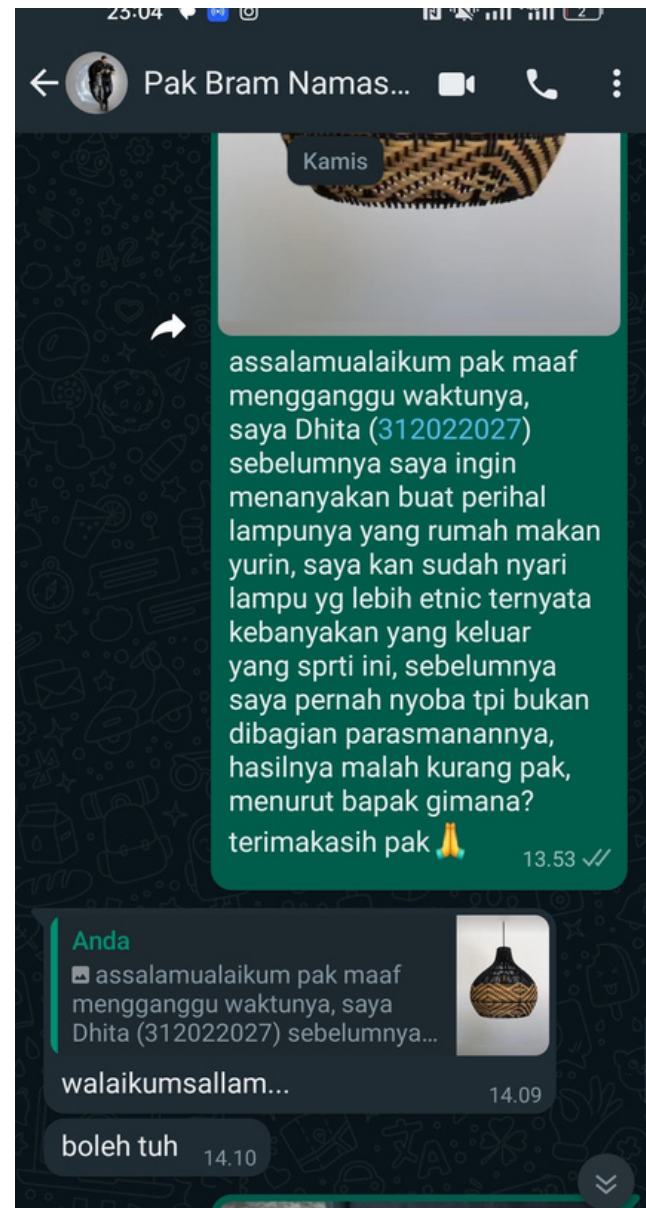 23:04
2
Pak Bram Namas...
Kamis
assalamualaikum pak maaf
mengganggu waktunya,
saya Dhita (312022027)
sebelumnya saya ingin
menanyakan buat perihal
lampunya yang rumah makan
yurin, saya kan sudah nyari
lampu yg lebih etnic ternyata
kebanyakan yang keluar
yang sprti ini, sebelumnya
saya pernah nyoba tpi bukan
dibagian parasmanannya,
hasilnya malah kurang pak,
menurut bapak gimana?
terimakasih pak 🙏
13.53
Anda
assalamualaikum pak maaf
mengganggu waktunya, saya
Dhita (312022027) sebelumnya...
walaikumsallam...
14.09
boleh tuh
14.10